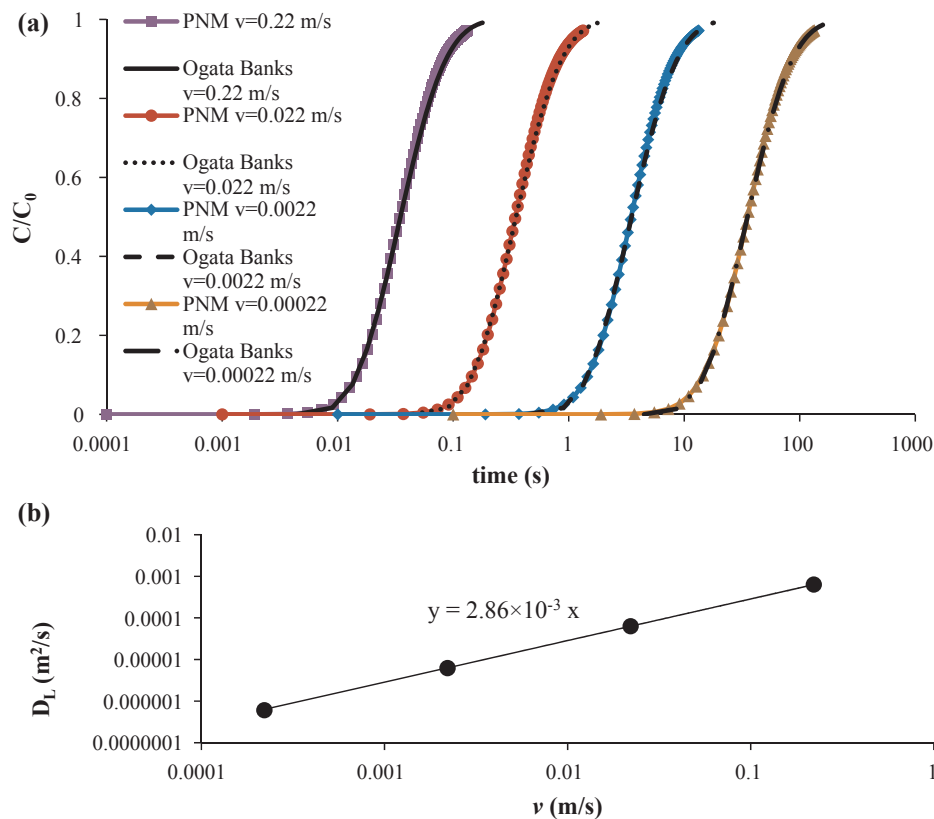 (a)
C/C0
1
0.8
0.6
0.4
0.2
0
PNM v=0.22 m/s
Ogata Banks
v=0.22 m/s
PNM v=0.022 m/s
Ogata Banks
v=0.022 m/s
PNM v=0.0022
m/s
Ogata Banks
v=0.0022 m/s
PNM v=0.00022
m/s
Ogata Banks
v=0.00022 m/s
0.0001 0.001 0.01 0.1 1 10 100 1000
time (s)
(b)
D_L (m²/s)
0.01
0.001
0.0001
0.00001
0.000001
0.0000001
y = 2.86×10⁻³ x
0.0001 0.001 0.01 0.1 1
v (m/s)